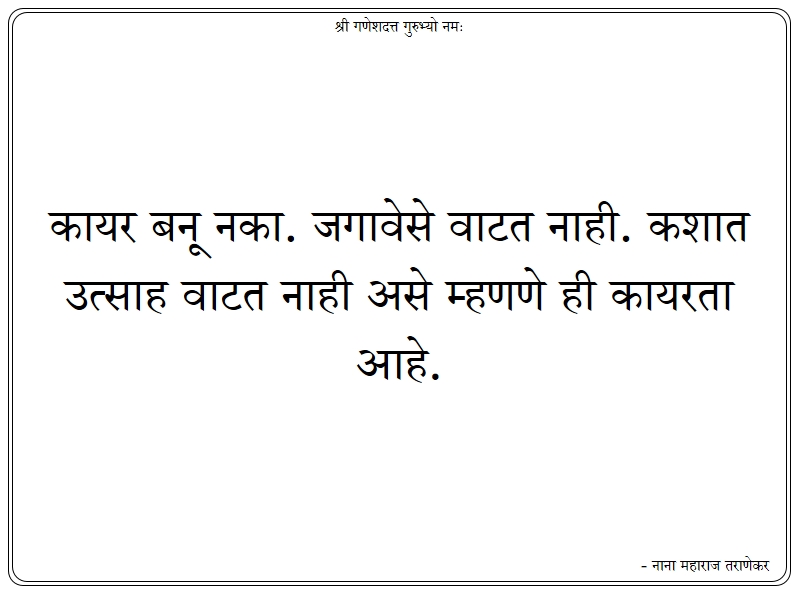 श्री गणेशदत्त गुरुभ्यो नमः
कायर बनू नका. जगावेसे वाटत नाही. कशात
उत्साह वाटत नाही असे म्हणणे ही कायरता
आहे.
- नाना महाराज तराणेकर